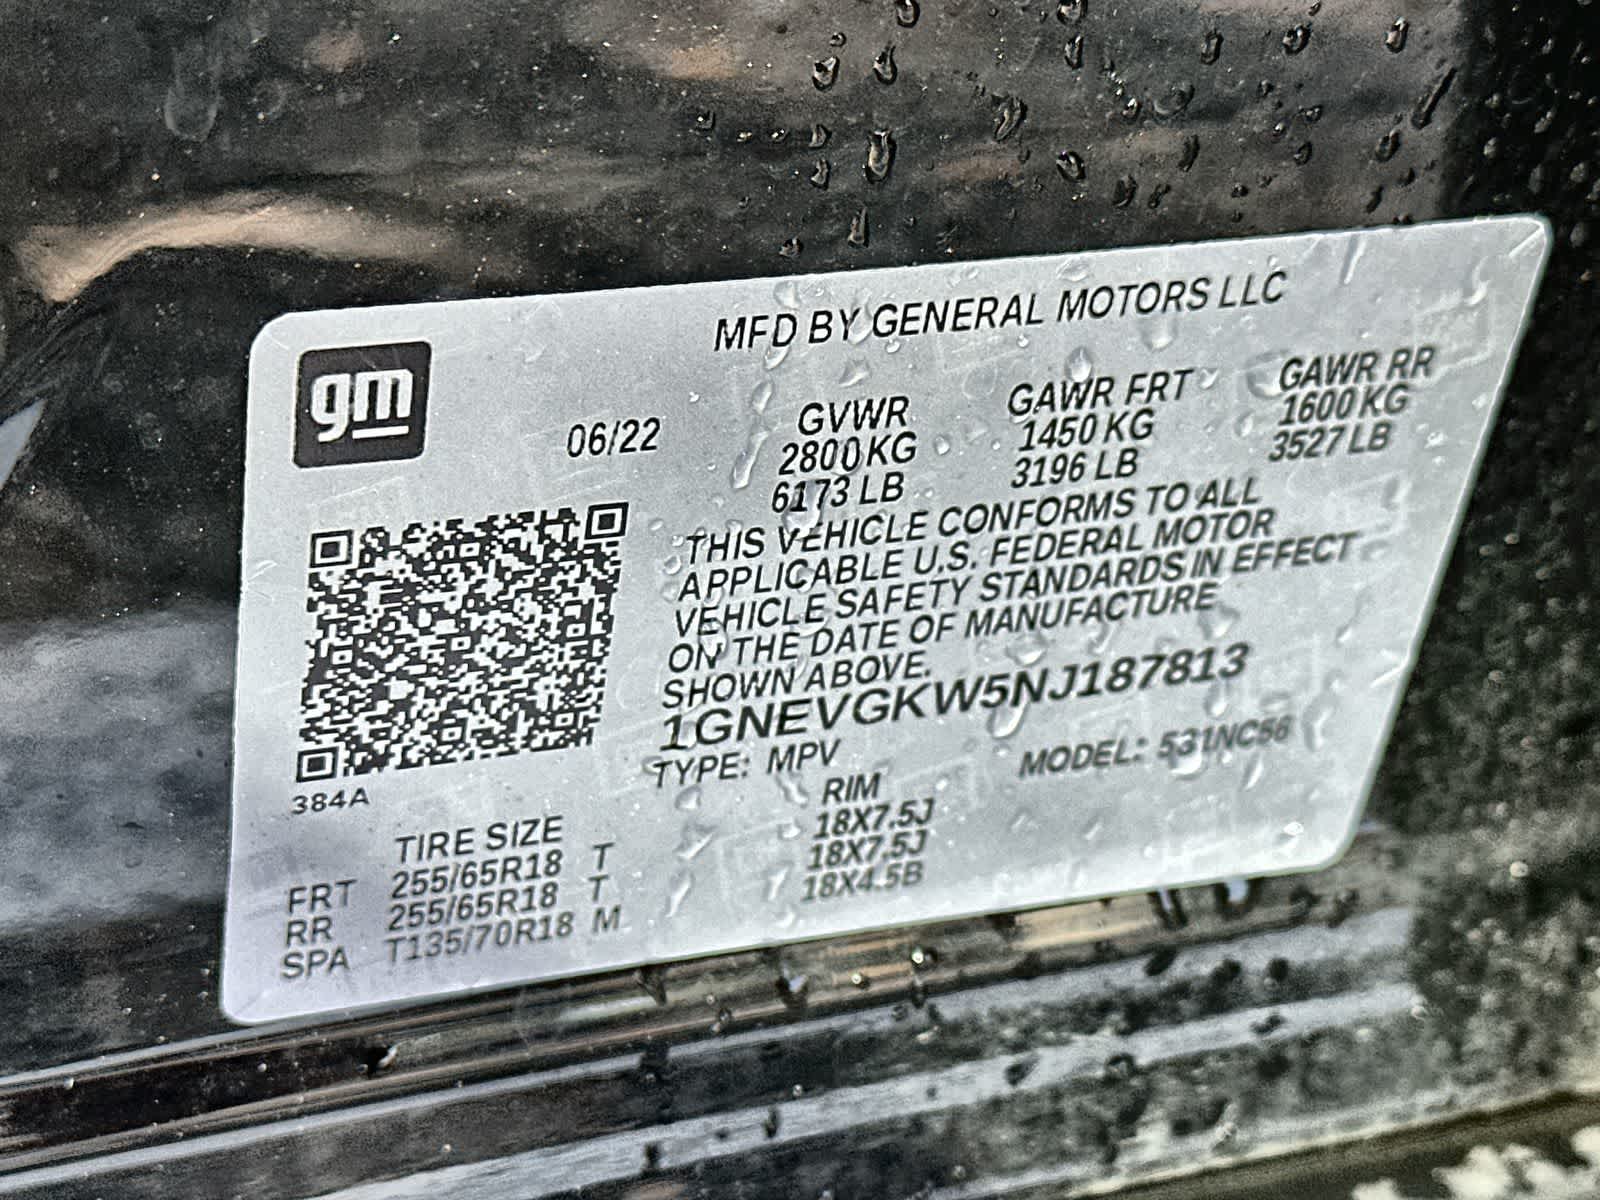 gm
MFD BY GENERAL MOTORS LLC
06/22 GVWR GAWR FRT GAWR RR
2800 KG 1450 KG 1600 KG
6173 LB 3196 LB 3527 LB
THIS VEHICLE CONFORMS TO ALL
APPLICABLE U.S. FEDERAL MOTOR
VEHICLE SAFETY STANDARDS IN EFFECT
ON THE DATE OF MANUFACTURE
SHOWN ABOVE.
1GNEVGKW5NJ187813
TYPE: MPV MODEL: 531NC56
384A
TIRE SIZE RIM
FRT 255/65R18 T 18X7.5J
RR 255/65R18 T 18X7.5J
SPA T135/70R18 M 18X4.5B